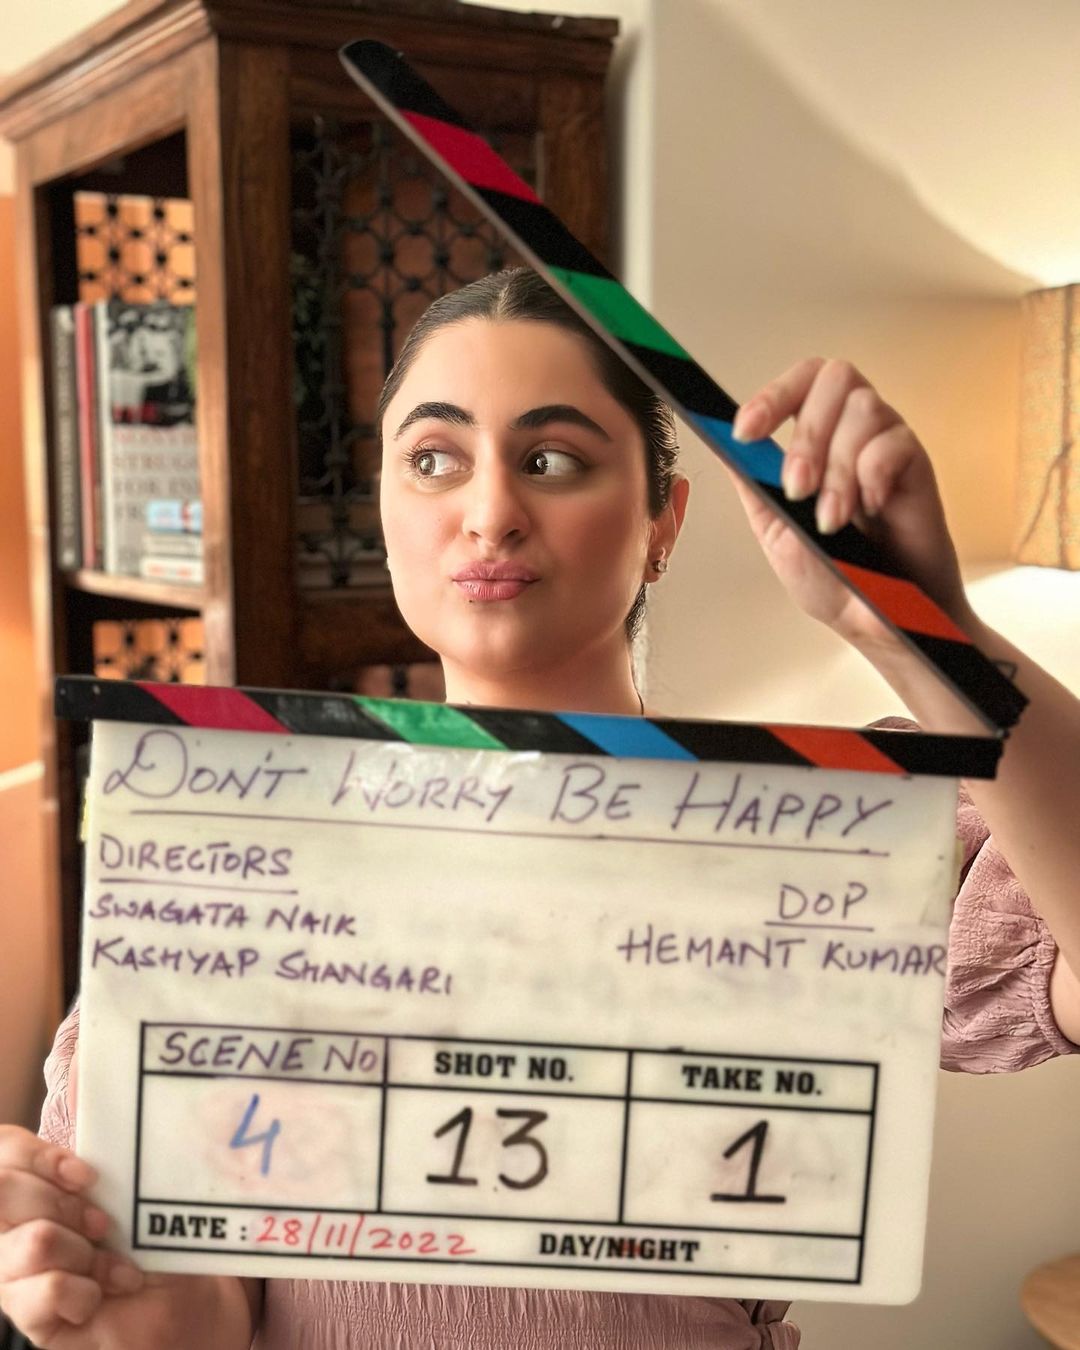 DON'T WORRY BE HAPPY
DIRECTORS
SWAGATA NAIK
KASHYAP SHANGARI
DOP
HEMANT KUMAR
SCENE NO SHOT NO. TAKE NO.
4 13 1
DATE : 28/11/2022 DAY/NIGHT